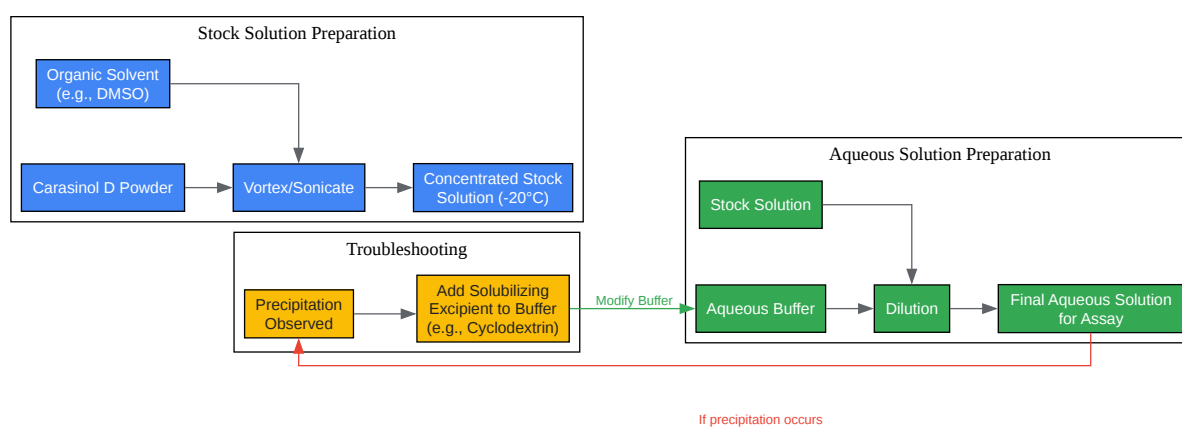 Stock Solution Preparation
Organic Solvent
(e.g., DMSO)
Carasinol D Powder
Vortex/Sonicate
Concentrated Stock
Solution (-20°C)
Troubleshooting
Precipitation
Observed
Add Solubilizing
Excipient to Buffer
(e.g., Cyclodextrin)
Modify Buffer
Aqueous Solution Preparation
Stock Solution
Aqueous Buffer
Dilution
Final Aqueous Solution
for Assay
If precipitation occurs